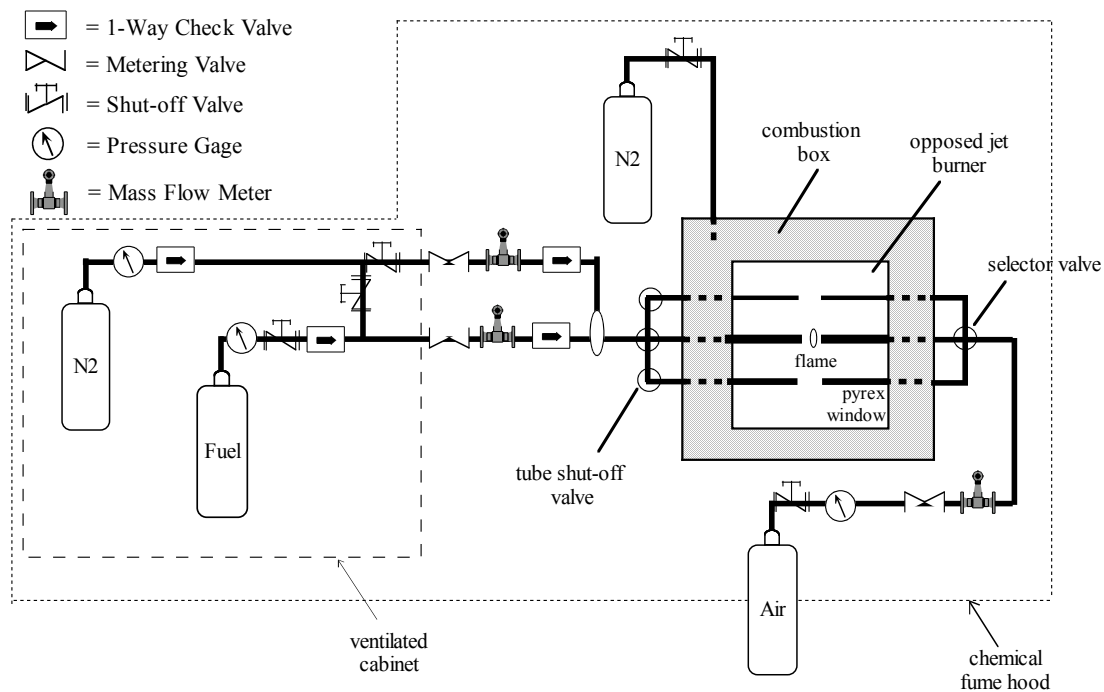 = 1-Way Check Valve
= Metering Valve
= Shut-off Valve
= Pressure Gage
= Mass Flow Meter
N2
combustion
box
opposed jet
burner
selector valve
N2
Fuel
flame
pyrex
window
tube shut-off
valve
Air
ventilated
cabinet
chemical
fume hood